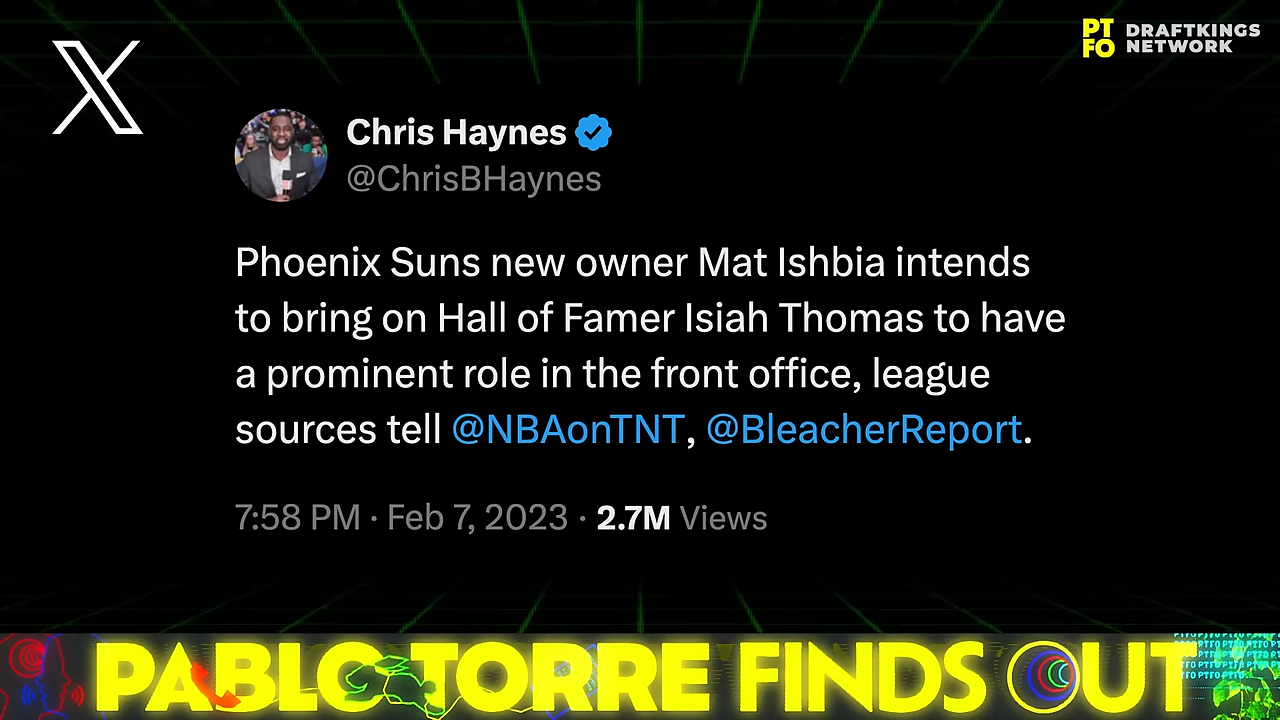 PTFO
DRAFTKINGS
NETWORK
Chris Haynes
@ChrisBHaynes
Phoenix Suns new owner Mat Ishbia intends
to bring on Hall of Famer Isiah Thomas to have
a prominent role in the front office, league
sources tell @NBAonTNT, @BleacherReport.
7:58 PM · Feb 7, 2023 · 2.7M Views
PABLO TORRE FINDS OUT